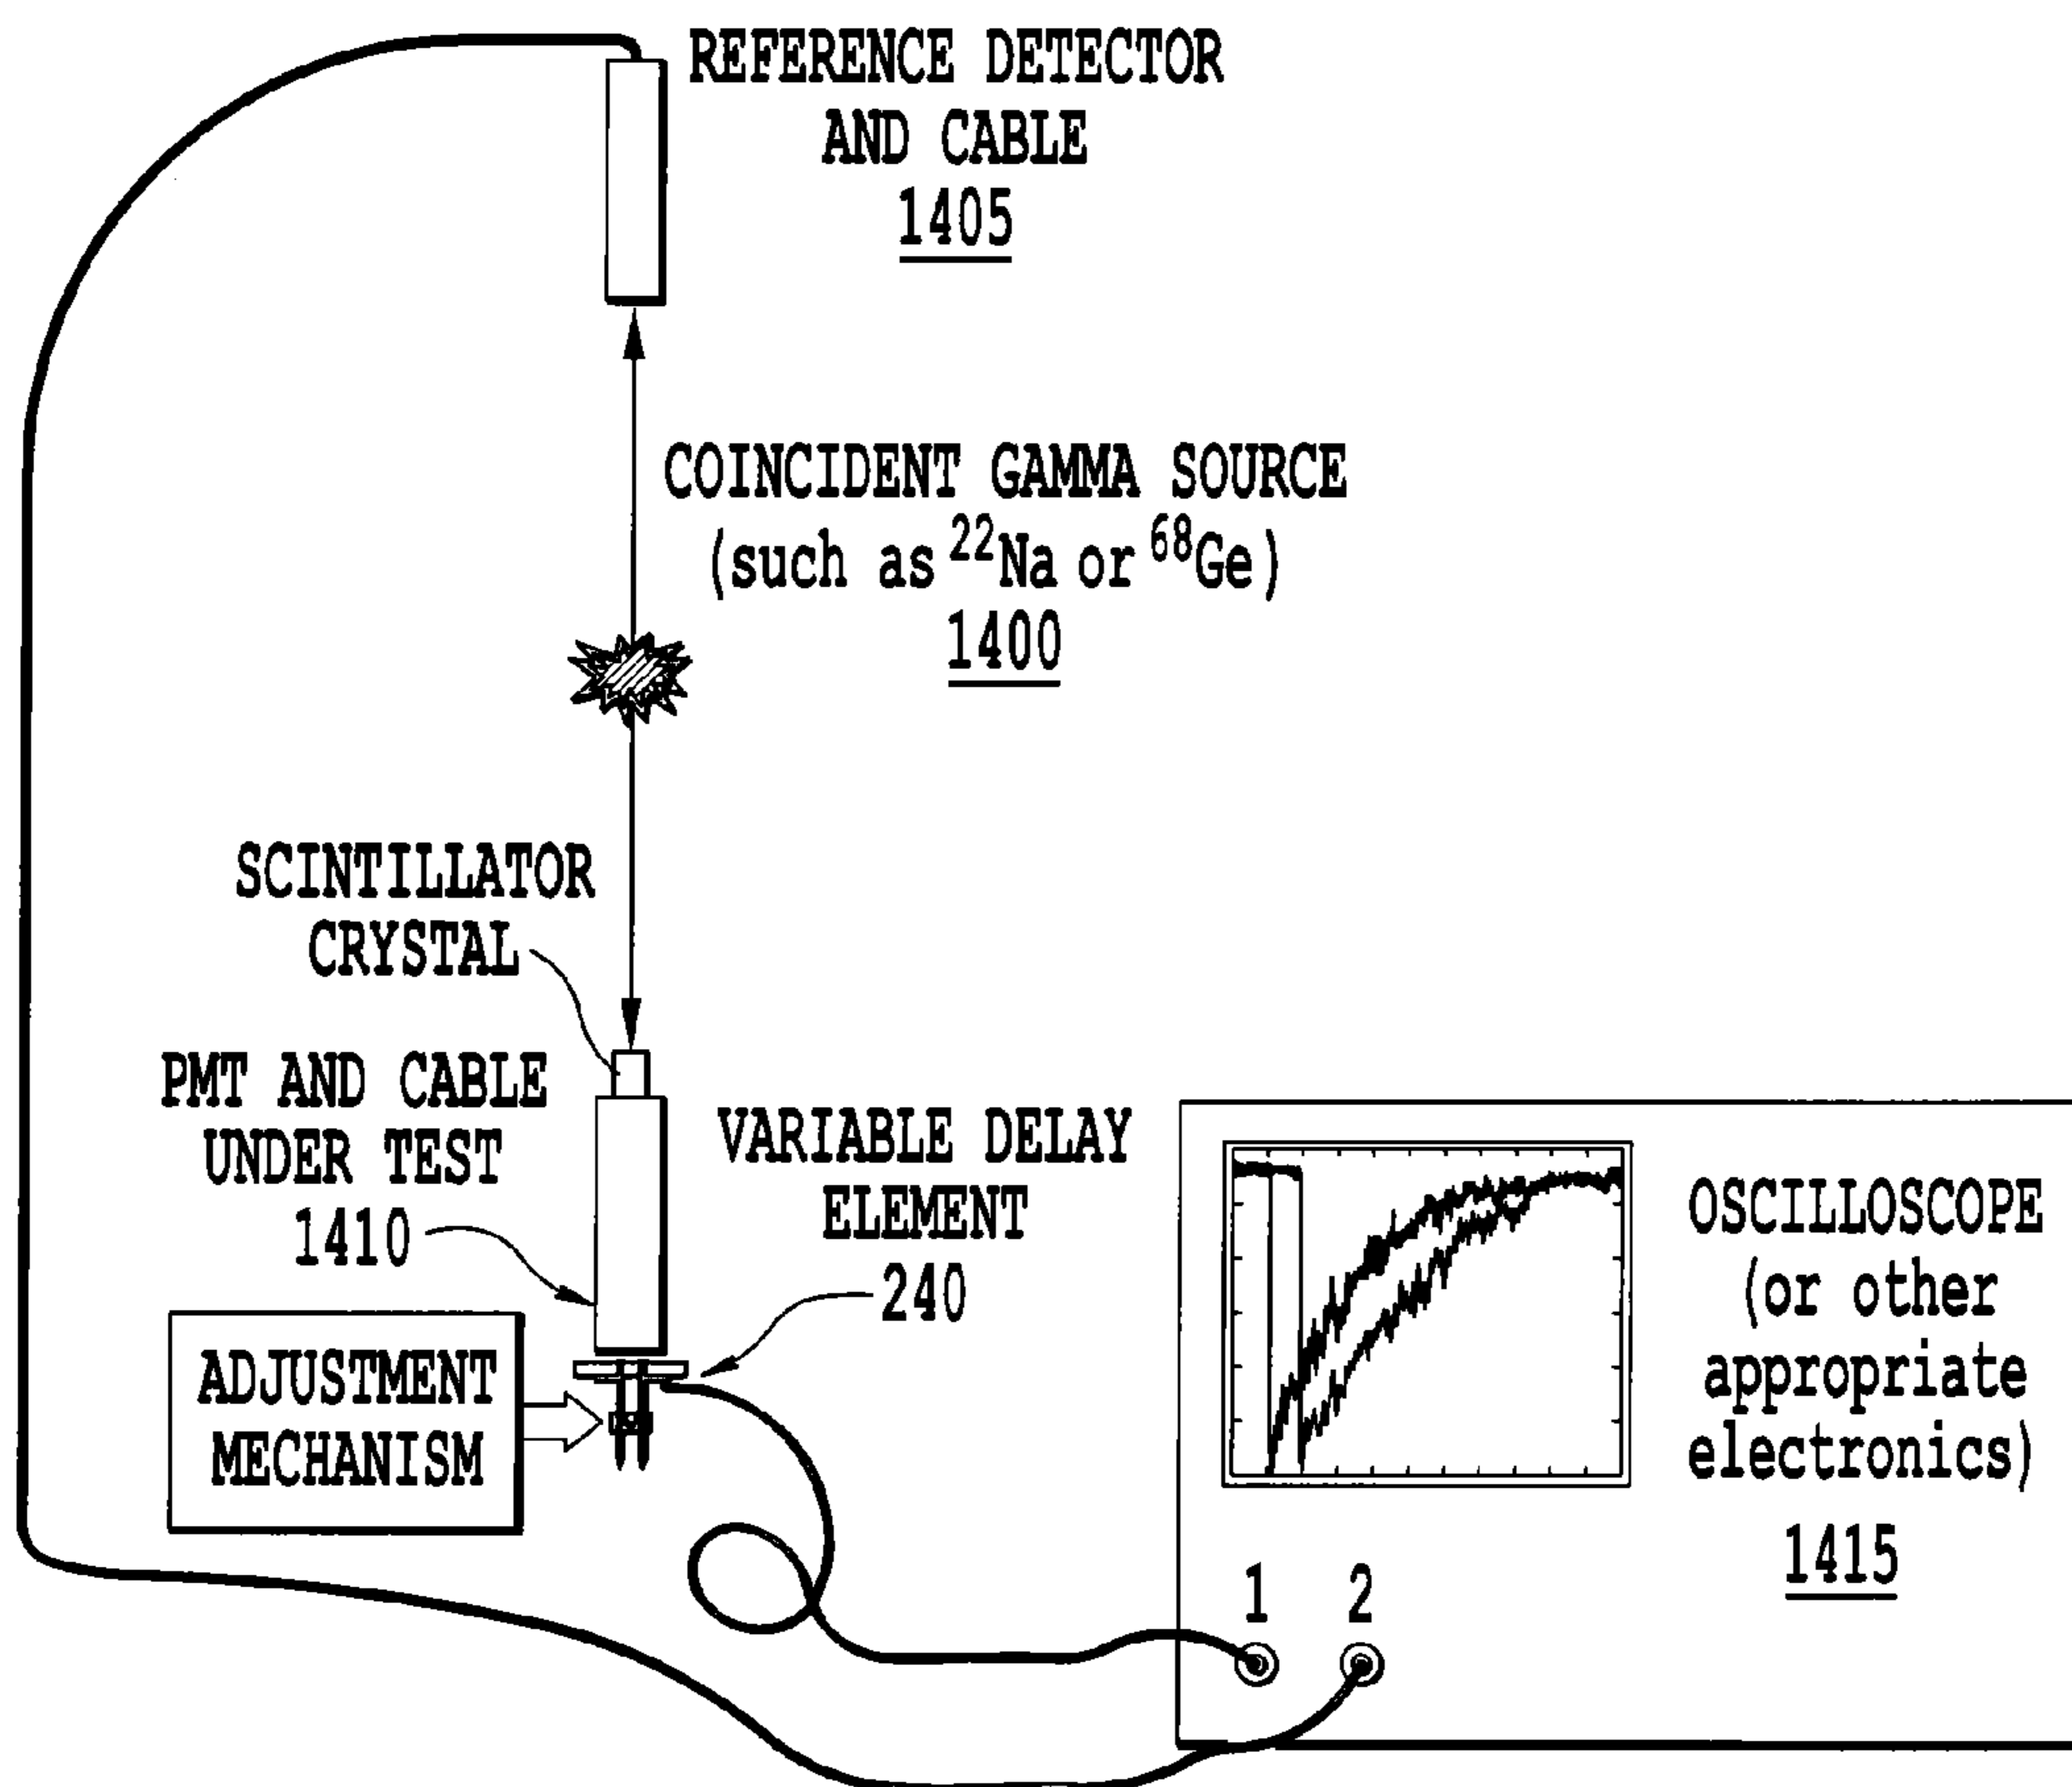 REFERENCE DETECTOR
AND CABLE
1405
COINCIDENT GAMMA SOURCE
(such as ²²Na or ⁶⁸Ge)
1400
SCINTILLATOR
CRYSTAL
PMT AND CABLE
UNDER TEST
1410
VARIABLE DELAY
ELEMENT
240
ADJUSTMENT
MECHANISM
OSCILLOSCOPE
(or other
appropriate
electronics)
1415
1 2